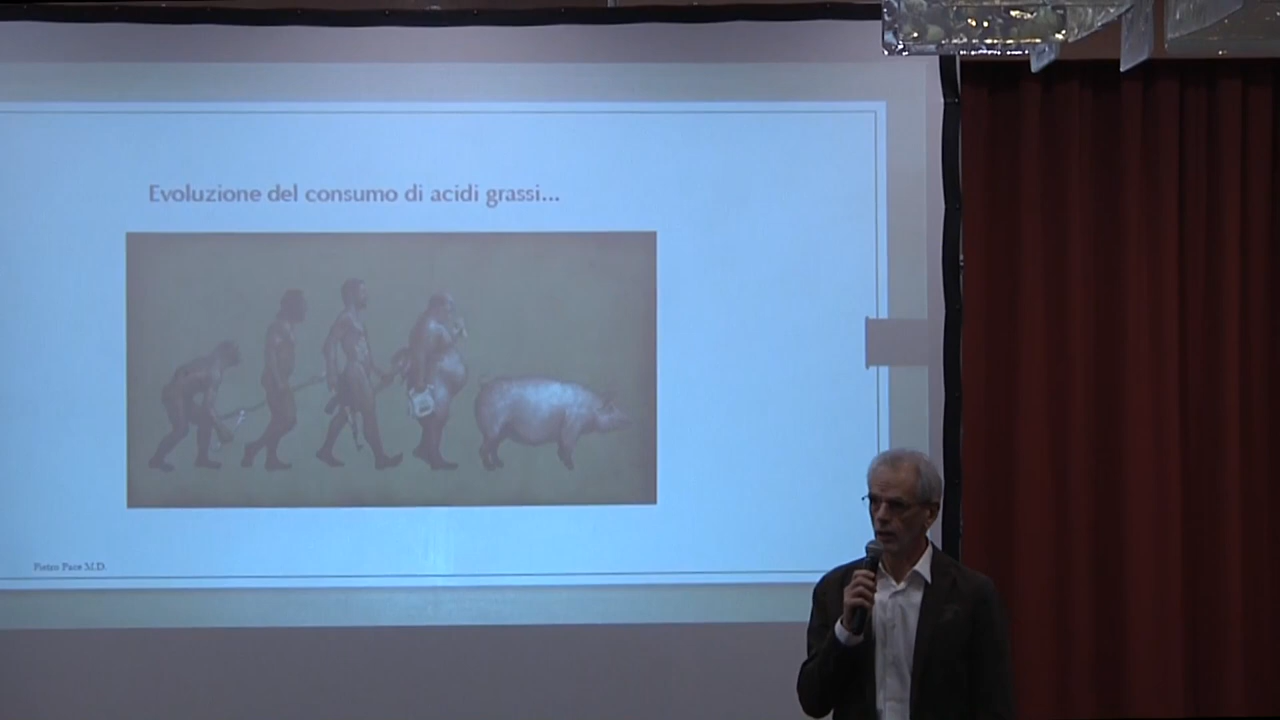 Evoluzione del consumo di acidi grassi...
Pietro Pace M.D.